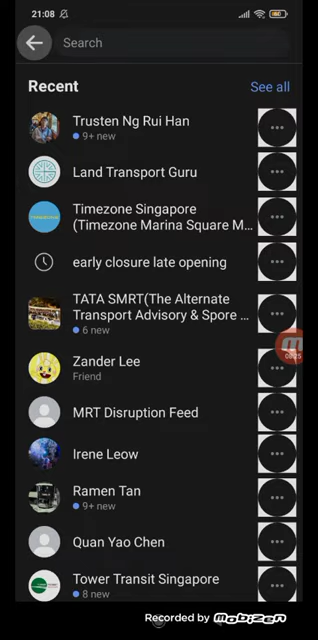 21:08
Search
Recent
See all
Trusten Ng Rui Han
9+ new
Land Transport Guru
Timezone Singapore
(Timezone Marina Square M...
early closure late opening
TATA SMRT(The Alternate
Transport Advisory & Spore ...
6 new
00:25
Zander Lee
Friend
MRT Disruption Feed
Irene Leow
Ramen Tan
9+ new
Quan Yao Chen
Tower Transit Singapore
8 new
Recorded by mobizen